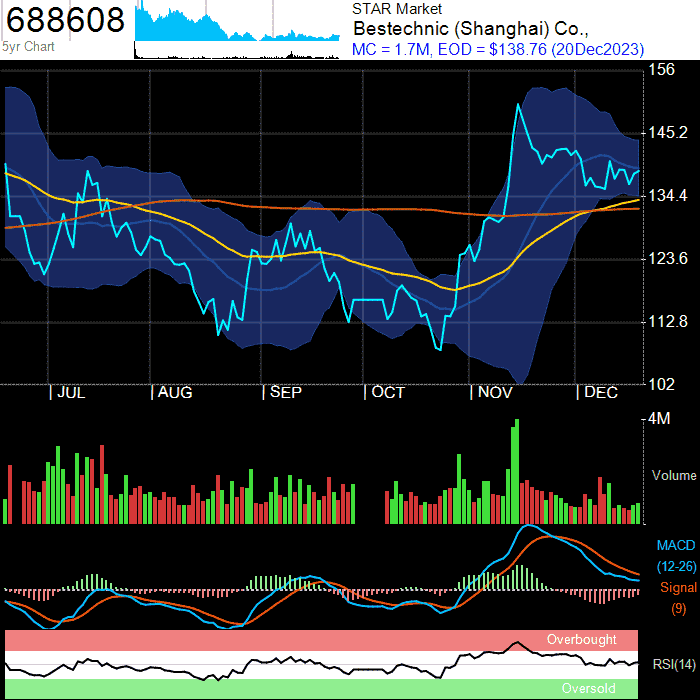 688608
5yr Chart
STAR Market
Bestechnic (Shanghai) Co.,
MC = 1.7M, EOD = $138.76 (20Dec2023)
156
145.2
134.4
123.6
112.8
102
| JUL | AUG | SEP | OCT | NOV | DEC
4M
Volume
MACD
(12-26)
Signal
(9)
Overbought
RSI(14)
Oversold